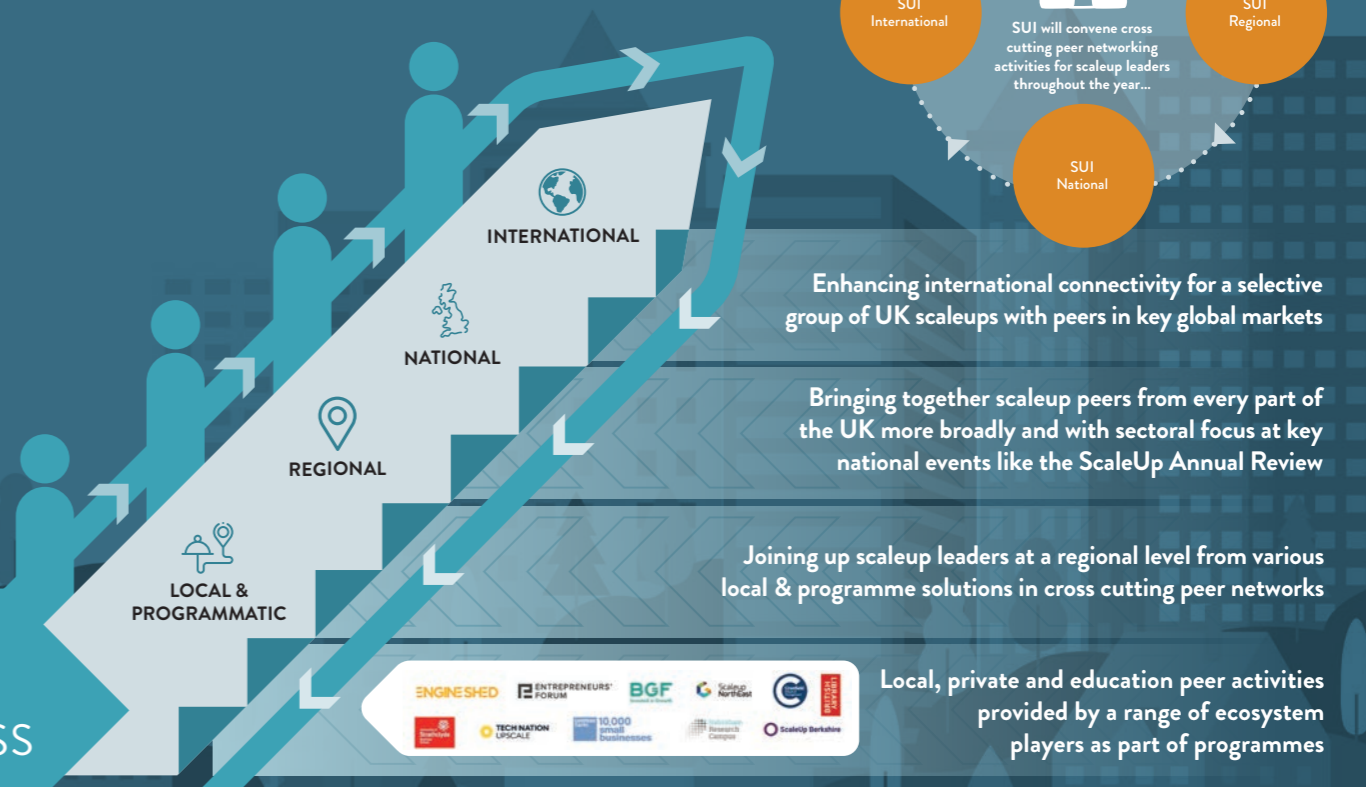 SUI
International
SUI
Regional
SUI will convene cross
cutting peer networking
activities for scaleup leaders
throughout the year...
SUI
National
INTERNATIONAL
Enhancing international connectivity for a selective
group of UK scaleups with peers in key global markets
NATIONAL
Bringing together scaleup peers from every part of
the UK more broadly and with sectoral focus at key
national events like the ScaleUp Annual Review
REGIONAL
Joining up scaleup leaders at a regional level from various
local & programme solutions in cross cutting peer networks
LOCAL &
PROGRAMMATIC
Local, private and education peer activities
provided by a range of ecosystem
players as part of programmes
ENGINE SHED
ENTREPRENEURS'
FORUM
BGF
Scaleup
NorthEast
BRITISH
LIBRARY
Strathclyde
TECH NATION
UPSCALE
10,000
small
businesses
Research
Campus
ScaleUp Berkshire
SS